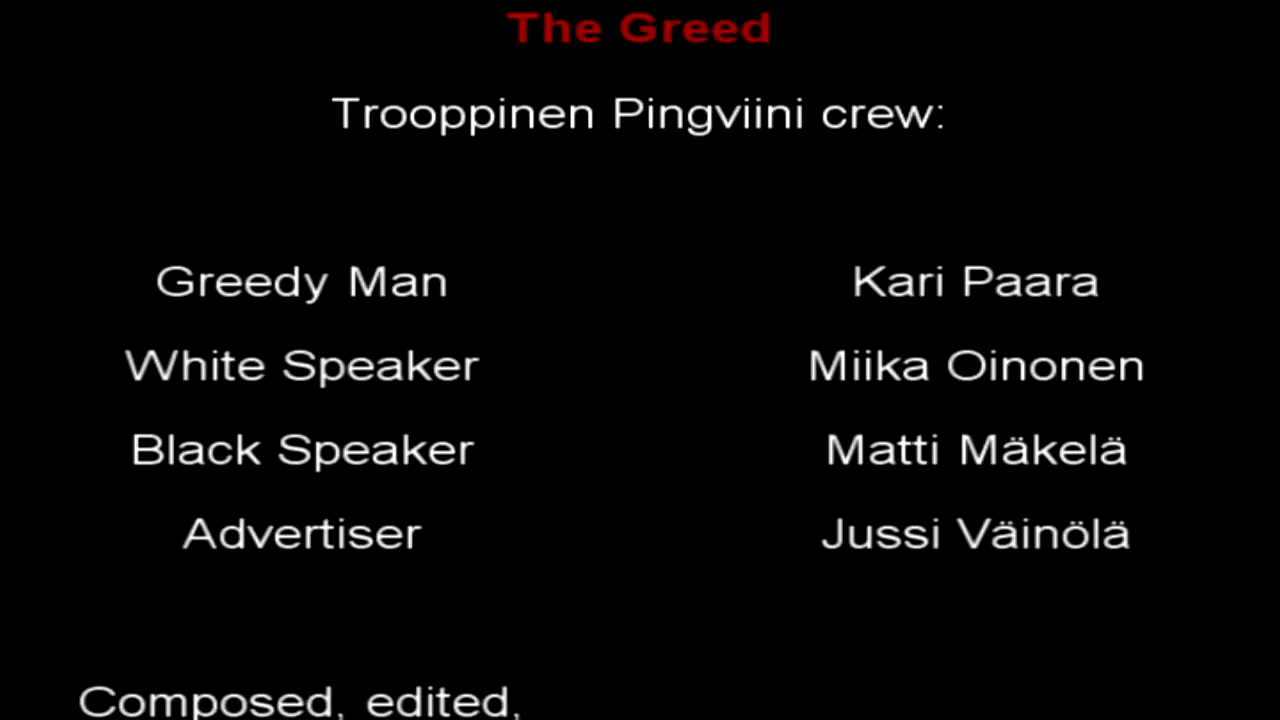 The Greed
Trooppinen Pingviini crew:
Greedy Man Kari Paara
White Speaker Miika Oinonen
Black Speaker Matti Mäkelä
Advertiser Jussi Väinölä
Composed, edited,